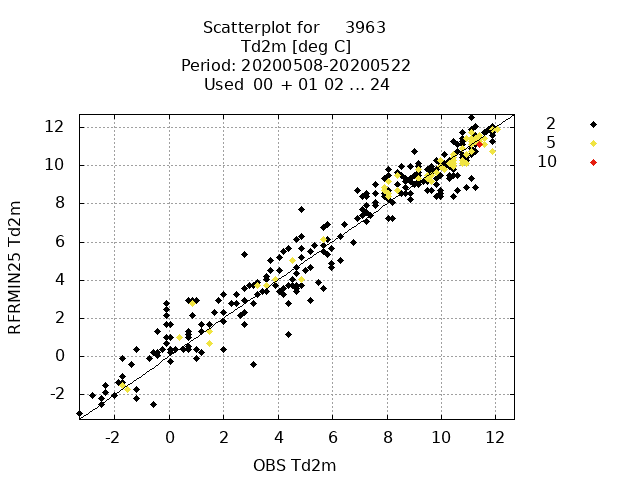 Scatterplot for 3963
Td2m [deg C]
Period: 20200508-20200522
Used 00 + 01 02 ... 24
2
5
10
12
10
8
6
4
2
0
-2
RFRMIN25 Td2m
-2 0 2 4 6 8 10 12
OBS Td2m